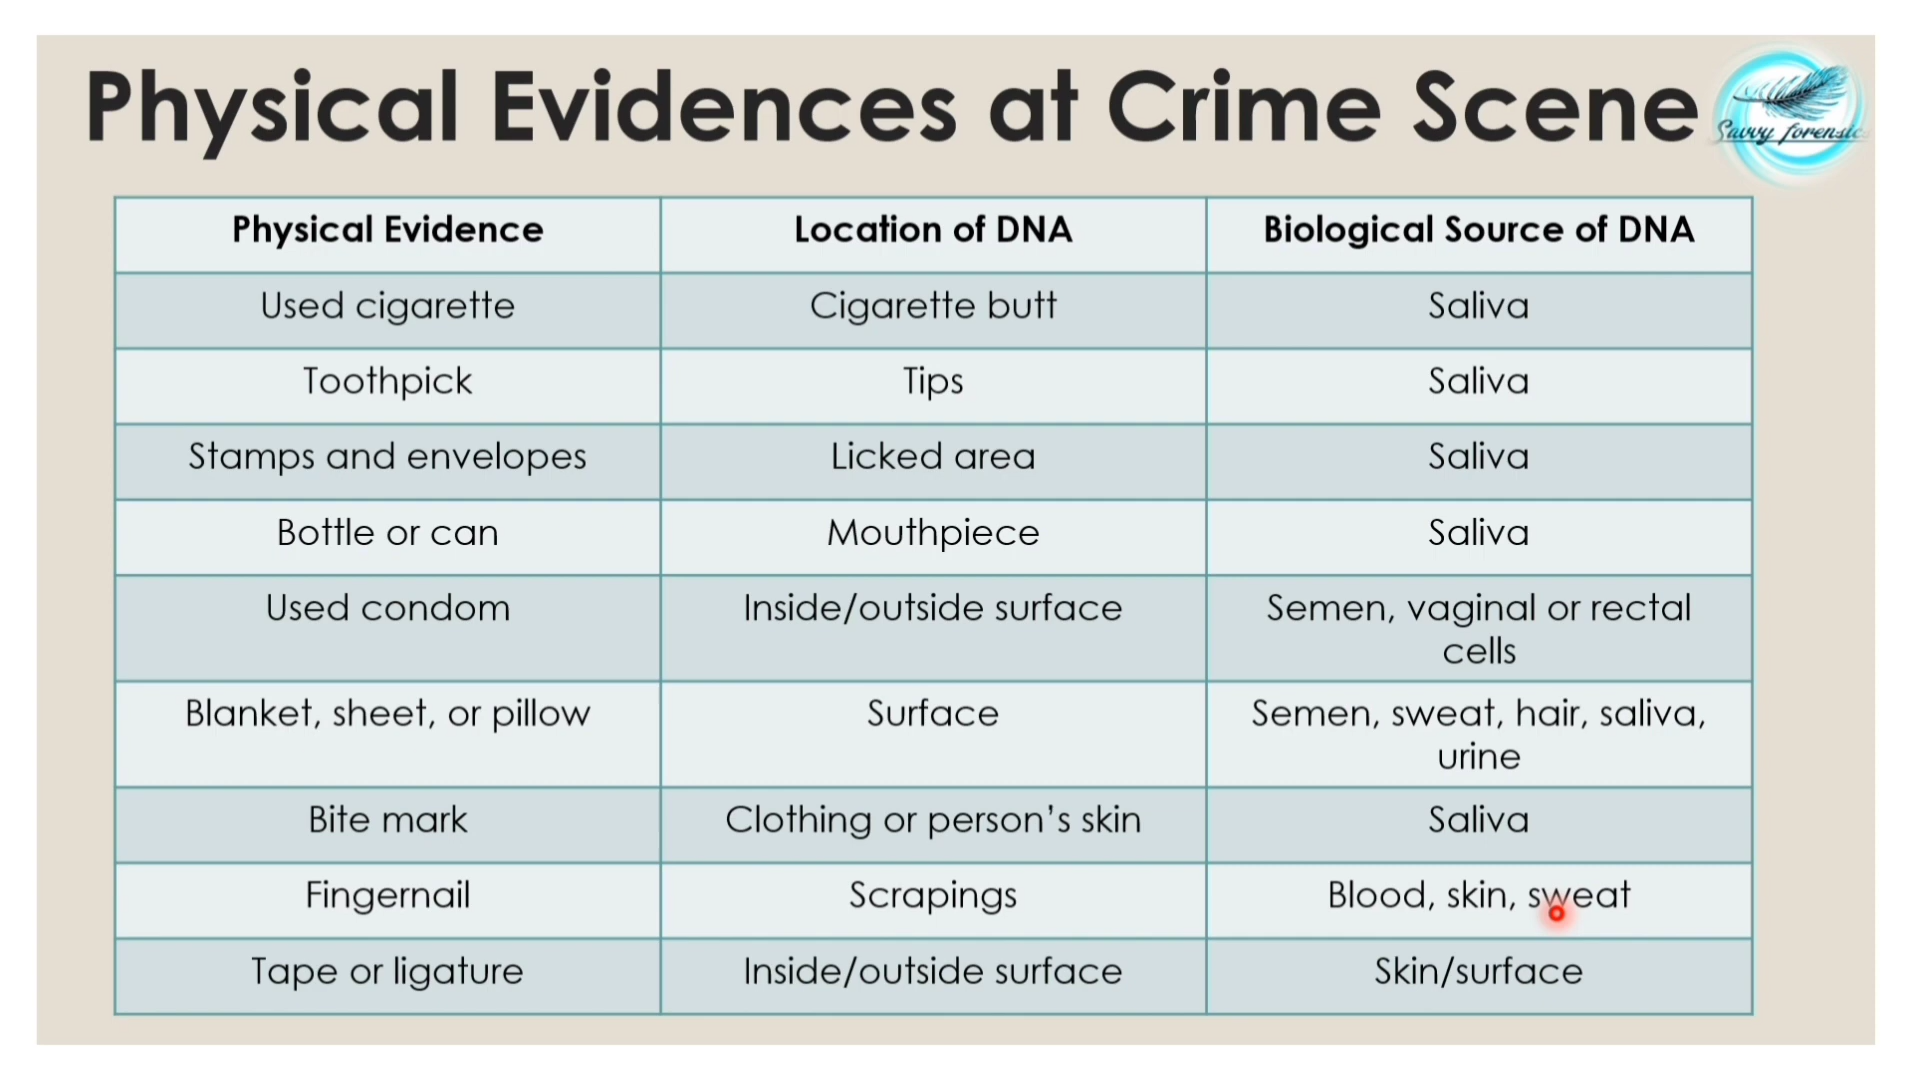 Physical Evidences at Crime Scene
Savvy forensics
Physical Evidence Location of DNA Biological Source of DNA
Used cigarette Cigarette butt Saliva
Toothpick Tips Saliva
Stamps and envelopes Licked area Saliva
Bottle or can Mouthpiece Saliva
Used condom Inside/outside surface Semen, vaginal or rectal
cells
Blanket, sheet, or pillow Surface Semen, sweat, hair, saliva,
urine
Bite mark Clothing or person's skin Saliva
Fingernail Scrapings Blood, skin, sweat
Tape or ligature Inside/outside surface Skin/surface